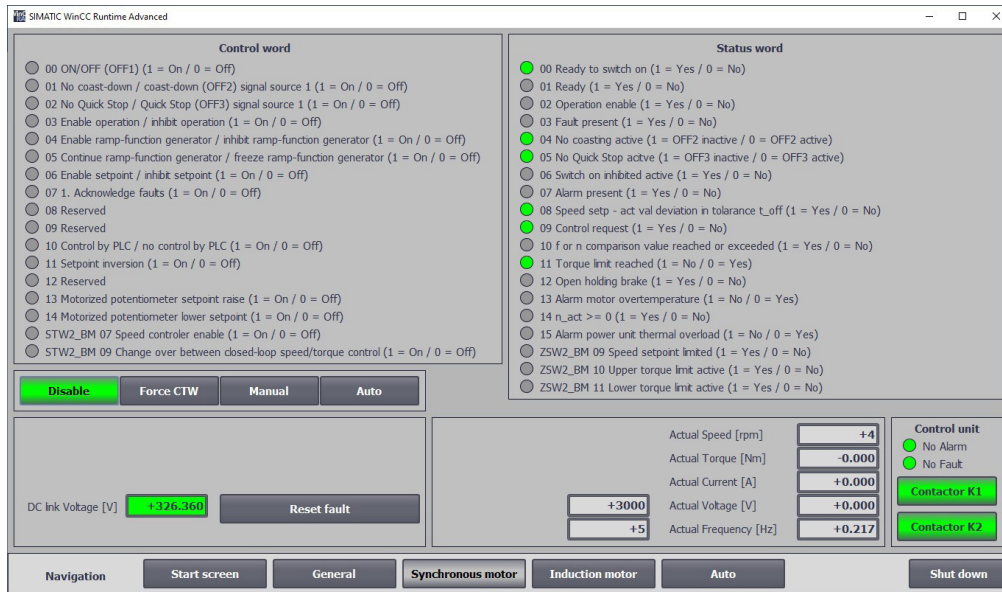 SIMATIC WinCC Runtime Advanced
Control word
00 ON/OFF (OFF1) (1 = On / 0 = Off)
01 No coast-down / coast-down (OFF2) signal source 1 (1 = On / 0 = Off)
02 No Quick Stop / Quick Stop (OFF3) signal source 1 (1 = On / 0 = Off)
03 Enable operation / inhibit operation (1 = On / 0 = Off)
04 Enable ramp-function generator / inhibit ramp-function generator (1 = On / 0 = Off)
05 Continue ramp-function generator / freeze ramp-function generator (1 = On / 0 = Off)
06 Enable setpoint / inhibit setpoint (1 = On / 0 = Off)
07 1. Acknowledge faults (1 = On / 0 = Off)
08 Reserved
09 Reserved
10 Control by PLC / no control by PLC (1 = On / 0 = Off)
11 Setpoint inversion (1 = On / 0 = Off)
12 Reserved
13 Motorized potentiometer setpoint raise (1 = On / 0 = Off)
14 Motorized potentiometer lower setpoint (1 = On / 0 = Off)
STW2_BM 07 Speed controler enable (1 = On / 0 = Off)
STW2_BM 09 Change over between closed-loop speed/torque control (1 = On / 0 = Off)
Status word
00 Ready to switch on (1 = Yes / 0 = No)
01 Ready (1 = Yes / 0 = No)
02 Operation enable (1 = Yes / 0 = No)
03 Fault present (1 = Yes / 0 = No)
04 No coasting active (1 = OFF2 inactive / 0 = OFF2 active)
05 No Quick Stop acitve (1 = OFF3 inactive / 0 = OFF3 active)
06 Switch on inhibited active (1 = Yes / 0 = No)
07 Alarm present (1 = Yes / 0 = No)
08 Speed setp - act val deviation in tolarance t_off (1 = Yes / 0 = No)
09 Control request (1 = Yes / 0 = No)
10 f or n comparison value reached or exceeded (1 = Yes / 0 = No)
11 Torque limit reached (1 = No / 0 = Yes)
12 Open holding brake (1 = Yes / 0 = No)
13 Alarm motor overtemperature (1 = No / 0 = Yes)
14 n_act >= 0 (1 = Yes / 0 = No)
15 Alarm power unit thermal overload (1 = No / 0 = Yes)
ZSW2_BM 09 Speed setpoint limited (1 = Yes / 0 = No)
ZSW2_BM 10 Upper torque limit active (1 = Yes / 0 = No)
ZSW2_BM 11 Lower torque limit active (1 = Yes / 0 = No)
Disable Force CTW Manual Auto
DC link Voltage [V] +326.360 Reset fault
Actual Speed [rpm] +4
Actual Torque [Nm] -0.000
Actual Current [A] +0.000
+3000 Actual Voltage [V] +0.000
+5 Actual Frequency [Hz] +0.217
Control unit
No Alarm
No Fault
Contactor K1
Contactor K2
Navigation Start screen General Synchronous motor Induction motor Auto Shut down